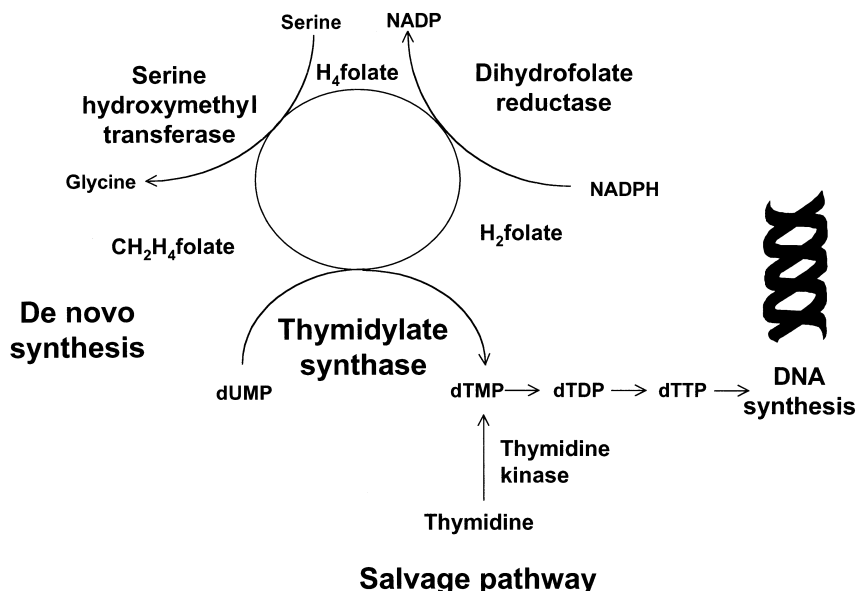 Serine
NADP
H₄folate
Serine
hydroxymethyl
transferase
Dihydrofolate
reductase
Glycine
NADPH
H₂folate
CH₂H₄folate
De novo
synthesis
Thymidylate
synthase
dUMP
dTMP
dTDP
dTTP
DNA
synthesis
Thymidine
kinase
Thymidine
Salvage pathway